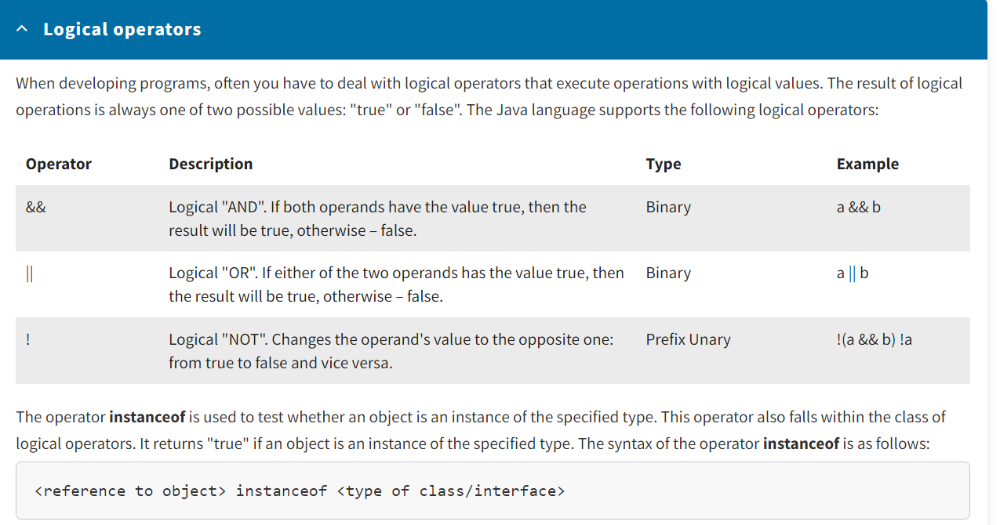 Logical operators
When developing programs, often you have to deal with logical operators that execute operations with logical values. The result of logical
operations is always one of two possible values: "true" or "false". The Java language supports the following logical operators:
Operator Description Type Example
&& Logical "AND". If both operands have the value true, then the Binary a && b
result will be true, otherwise – false.
|| Logical "OR". If either of the two operands has the value true, then Binary a || b
the result will be true, otherwise – false.
! Logical "NOT". Changes the operand's value to the opposite one: Prefix Unary !(a && b) !a
from true to false and vice versa.
The operator instanceof is used to test whether an object is an instance of the specified type. This operator also falls within the class of
logical operators. It returns "true" if an object is an instance of the specified type. The syntax of the operator instanceof is as follows:
<reference to object> instanceof <type of class/interface>